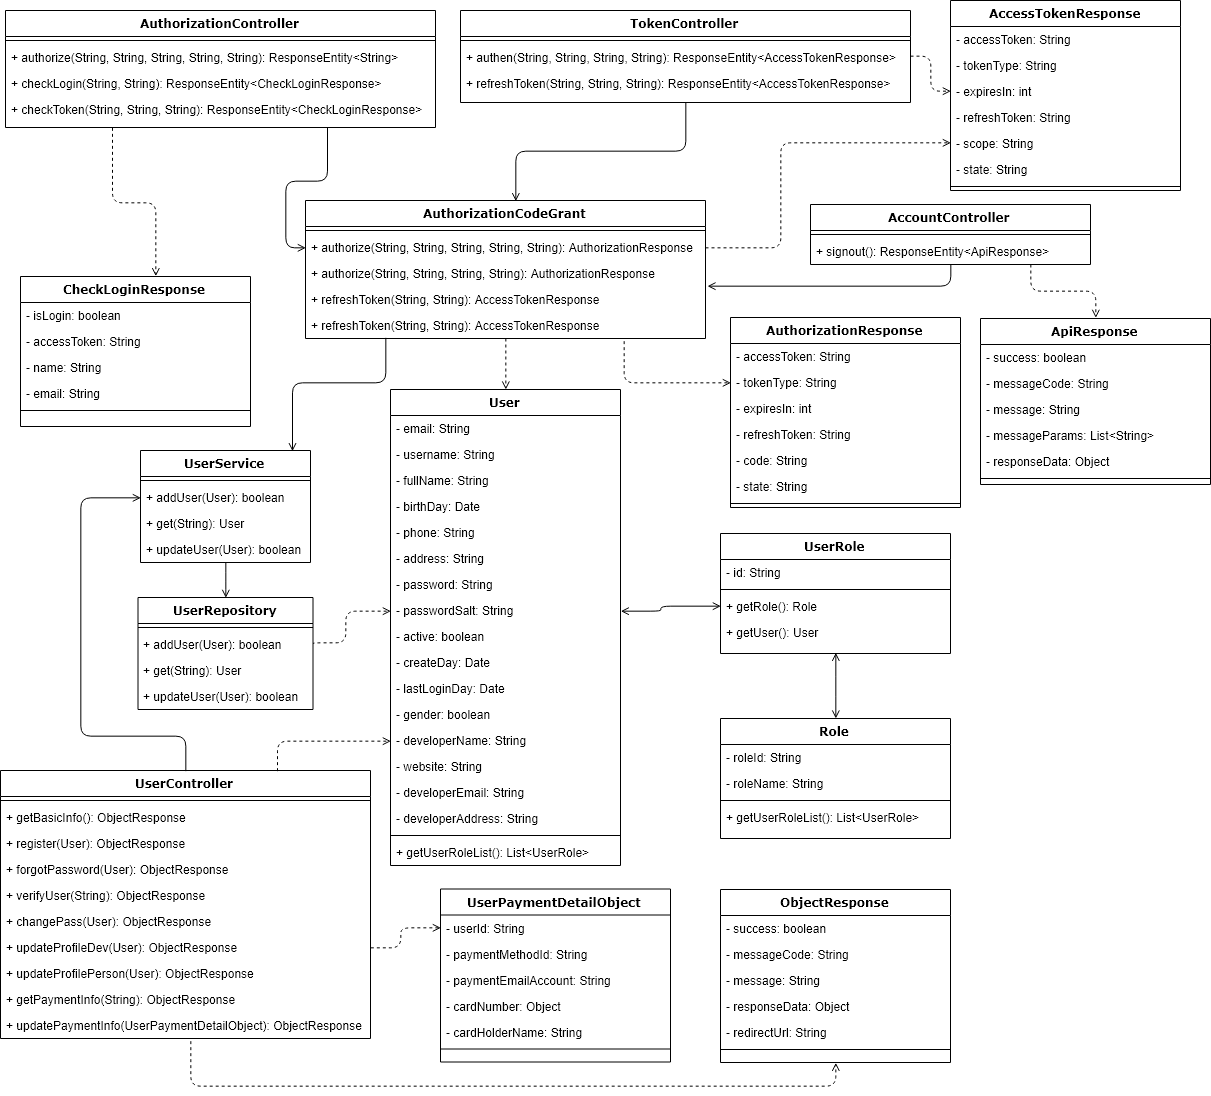 AuthorizationController
+ authorize(String, String, String, String, String): ResponseEntity<String>
+ checkLogin(String, String): ResponseEntity<CheckLoginResponse>
+ checkToken(String, String, String): ResponseEntity<CheckLoginResponse>
TokenController
+ authen(String, String, String, String): ResponseEntity<AccessTokenResponse>
+ refreshToken(String, String, String): ResponseEntity<AccessTokenResponse>
AccessTokenResponse
- accessToken: String
- tokenType: String
- expiresIn: int
- refreshToken: String
- scope: String
- state: String
AuthorizationCodeGrant
+ authorize(String, String, String, String, String): AuthorizationResponse
+ authorize(String, String, String, String): AuthorizationResponse
+ refreshToken(String, String): AccessTokenResponse
+ refreshToken(String, String): AccessTokenResponse
AccountController
+ signout(): ResponseEntity<ApiResponse>
CheckLoginResponse
- isLogin: boolean
- accessToken: String
- name: String
- email: String
AuthorizationResponse
- accessToken: String
- tokenType: String
- expiresIn: int
- refreshToken: String
- code: String
- state: String
ApiResponse
- success: boolean
- messageCode: String
- message: String
- messageParams: List<String>
- responseData: Object
User
- email: String
- username: String
- fullName: String
- birthDay: Date
- phone: String
- address: String
- password: String
- passwordSalt: String
- active: boolean
- createDay: Date
- lastLoginDay: Date
- gender: boolean
- developerName: String
- website: String
- developerEmail: String
- developerAddress: String
+ getUserRoleList(): List<UserRole>
UserService
+ addUser(User): boolean
+ get(String): User
+ updateUser(User): boolean
UserRepository
+ addUser(User): boolean
+ get(String): User
+ updateUser(User): boolean
UserRole
- id: String
+ getRole(): Role
+ getUser(): User
Role
- roleId: String
- roleName: String
+ getUserRoleList(): List<UserRole>
UserController
+ getBasicInfo(): ObjectResponse
+ register(User): ObjectResponse
+ forgotPassword(User): ObjectResponse
+ verifyUser(String): ObjectResponse
+ changePass(User): ObjectResponse
+ updateProfileDev(User): ObjectResponse
+ updateProfilePerson(User): ObjectResponse
+ getPaymentInfo(String): ObjectResponse
+ updatePaymentInfo(UserPaymentDetailObject): ObjectResponse
UserPaymentDetailObject
- userId: String
- paymentMethodId: String
- paymentEmailAccount: String
- cardNumber: Object
- cardHolderName: String
ObjectResponse
- success: boolean
- messageCode: String
- message: String
- responseData: Object
- redirectUrl: String